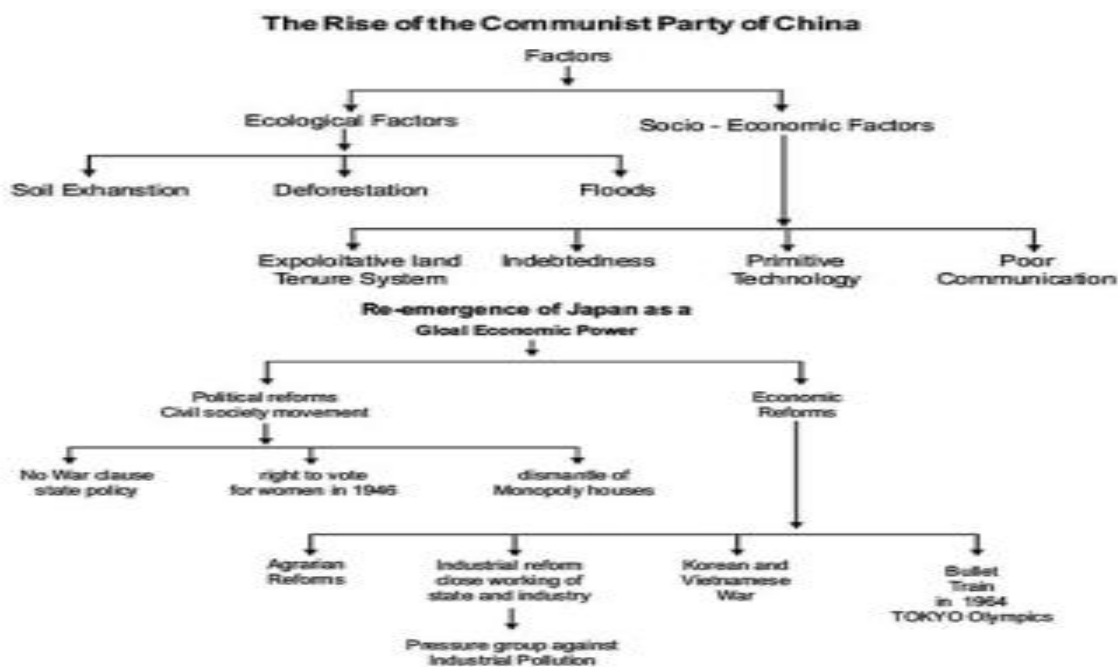 The Rise of the Communist Party of China
Factors
Ecological Factors
Socio - Economic Factors
Soil Exhanstion
Deforestation
Floods
Expoloitative land
Tenure System
Indebtedness
Primitive
Technology
Poor
Communication
Re-emergence of Japan as a
Gloal Economic Power
Political reforms
Civil society movement
Economic
Reforms
No War clause
state policy
right to vote
for women in 1946
dismantle of
Monopoly houses
Agrarian
Reforms
Industrial reform
close working of
state and industry
Korean and
Vietnamese
War
Bullet
Train
in 1964
TOKYO Olympics
Pressure group against
Industrial Pollution